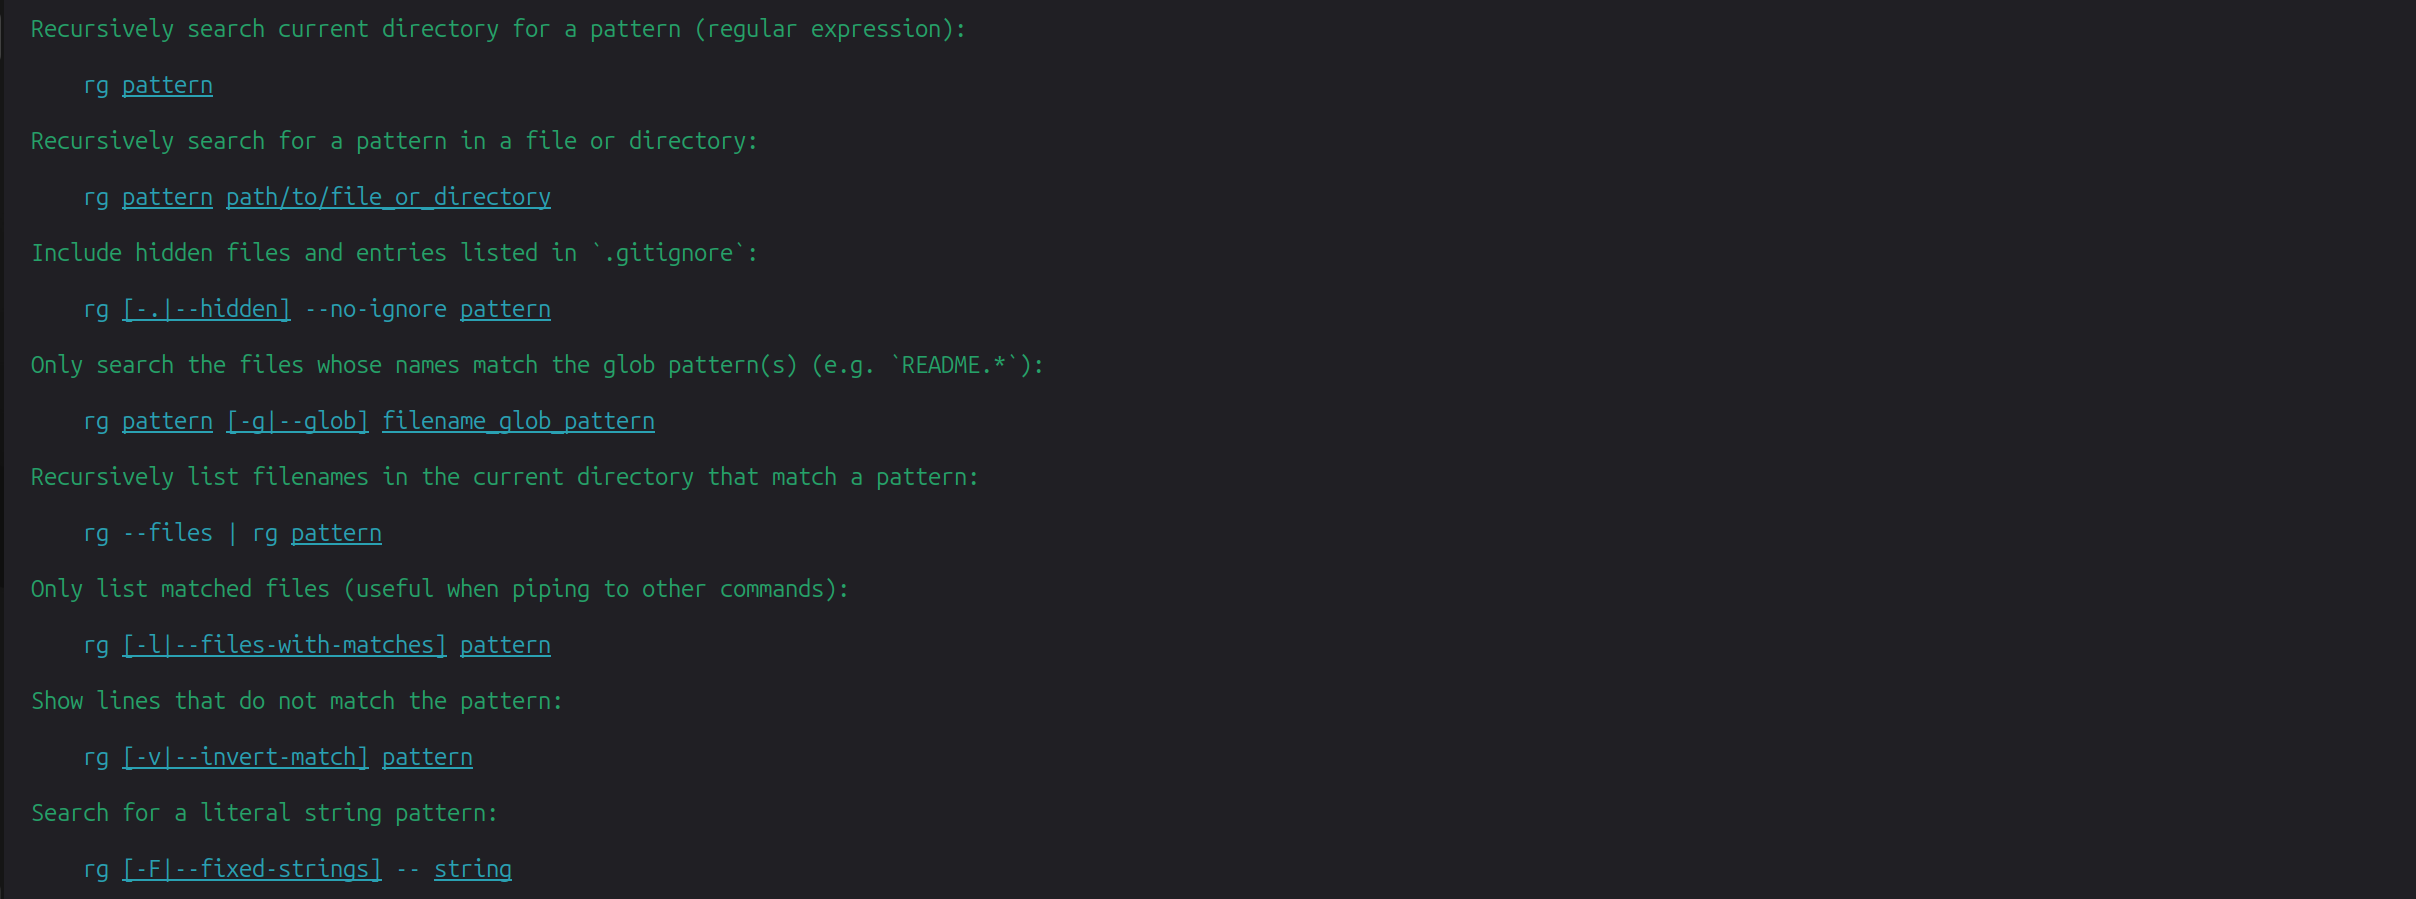 Recursively search current directory for a pattern (regular expression):
rg pattern
Recursively search for a pattern in a file or directory:
rg pattern path/to/file_or_directory
Include hidden files and entries listed in `.gitignore`:
rg [-.|--hidden] --no-ignore pattern
Only search the files whose names match the glob pattern(s) (e.g. `README.*`):
rg pattern [-g|--glob] filename_glob_pattern
Recursively list filenames in the current directory that match a pattern:
rg --files | rg pattern
Only list matched files (useful when piping to other commands):
rg [-l|--files-with-matches] pattern
Show lines that do not match the pattern:
rg [-v|--invert-match] pattern
Search for a literal string pattern:
rg [-F|--fixed-strings] -- string